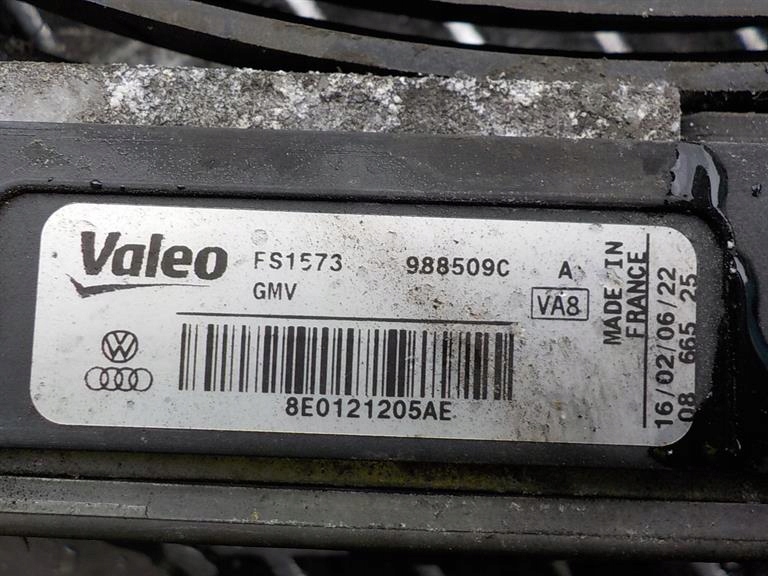 Valeo FS1573 988509C A
GMV VA8
8E0121205AE
MADE/IN
FRANCE
16/02/06/22
08 665 25